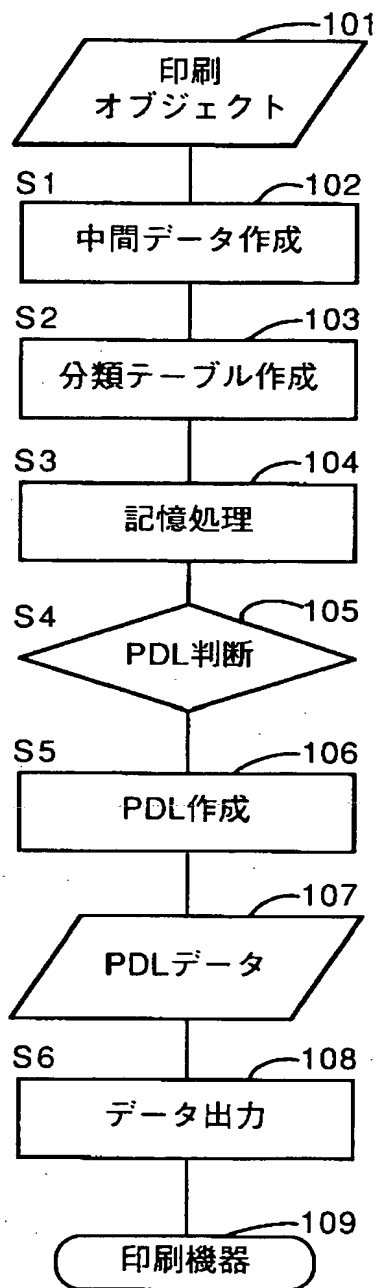 101
印刷
オブジェクト
S1
102
中間データ作成
S2
103
分類テーブル作成
S3
104
記憶処理
S4
105
PDL判断
S5
106
PDL作成
107
PDLデータ
S6
108
データ出力
109
印刷機器